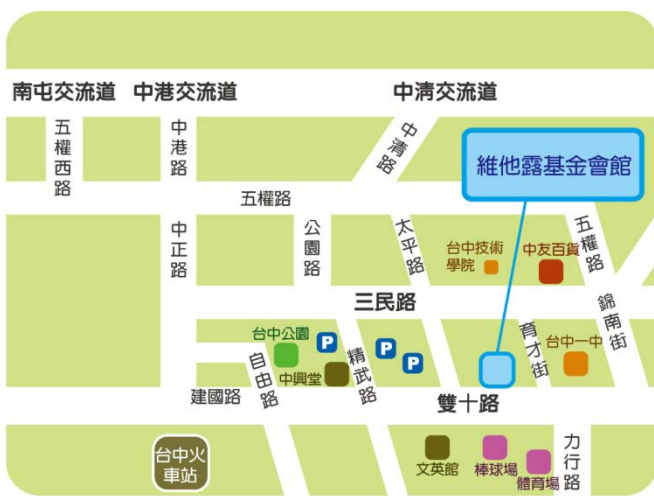 南屯交流道
中港交流道
中清交流道
五權西路
中港路
中清路
維他露基金會館
五權路
中正路
公園路
太平路
台中技術
學院
中友百貨
五權路
三民路
錦南街
台中公園
P
P
P
自由路
中興堂
精武路
育才街
台中一中
建國路
雙十路
台中火
車站
文英館
棒球場
體育場
力行路